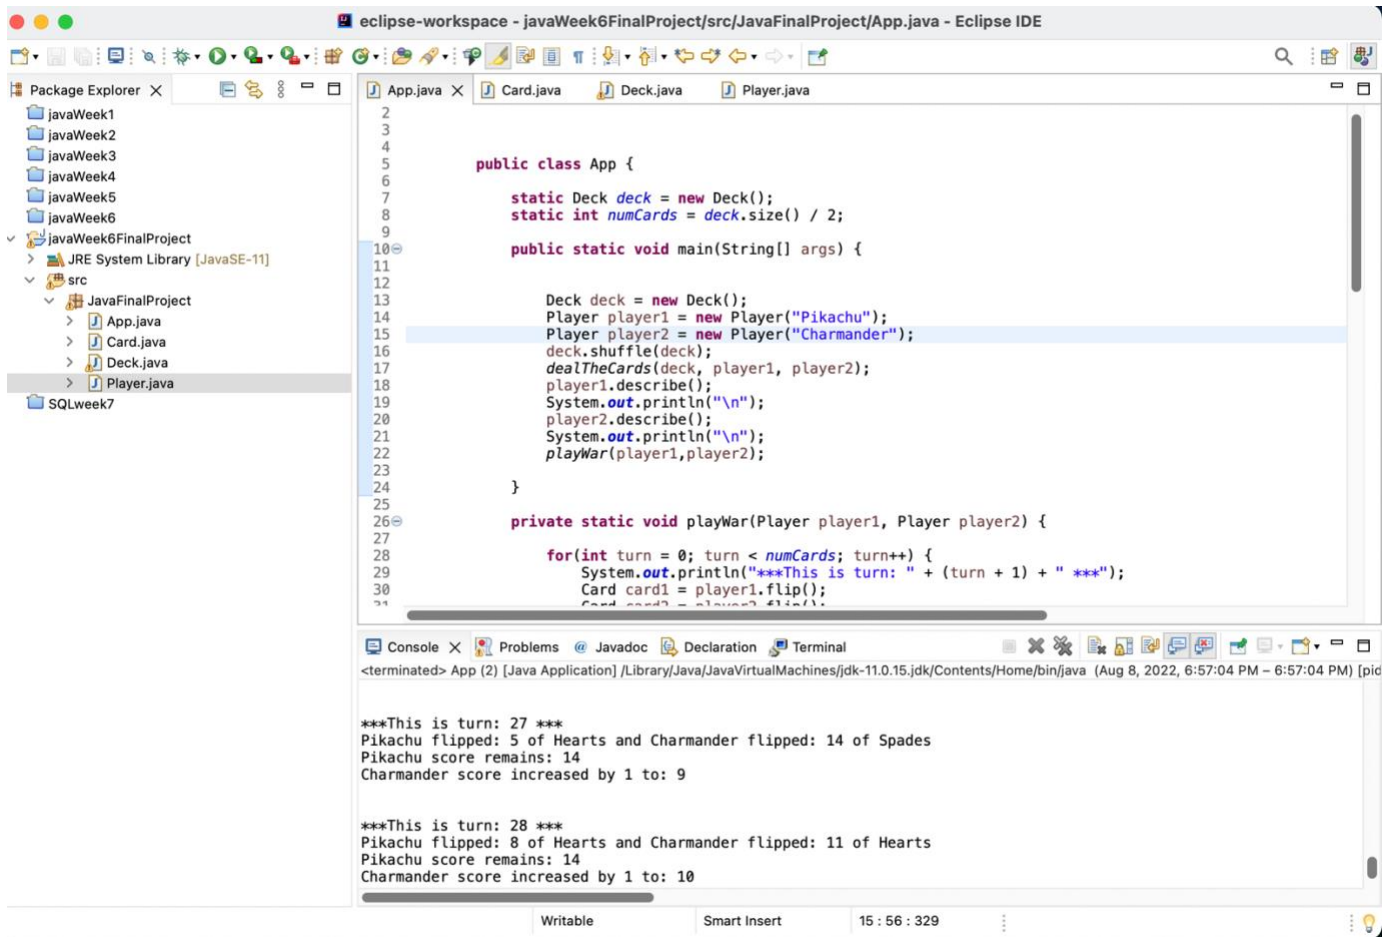 eclipse-workspace - javaWeek6FinalProject/src/JavaFinalProject/App.java - Eclipse IDE
Package Explorer
javaWeek1
javaWeek2
javaWeek3
javaWeek4
javaWeek5
javaWeek6
javaWeek6FinalProject
JRE System Library [JavaSE-11]
src
JavaFinalProject
App.java
Card.java
Deck.java
Player.java
SQLweek7
App.java Card.java Deck.java Player.java
2
3
4
5 public class App {
6
7 static Deck deck = new Deck();
8 static int numCards = deck.size() / 2;
9
10 public static void main(String[] args) {
11
12
13 Deck deck = new Deck();
14 Player player1 = new Player("Pikachu");
15 Player player2 = new Player("Charmander");
16 deck.shuffle(deck);
17 dealTheCards(deck, player1, player2);
18 player1.describe();
19 System.out.println("\n");
20 player2.describe();
21 System.out.println("\n");
22 playWar(player1,player2);
23
24 }
25
26 private static void playWar(Player player1, Player player2) {
27
28 for(int turn = 0; turn < numCards; turn++) {
29 System.out.println("***This is turn: " + (turn + 1) + " ***");
30 Card card1 = player1.flip();
31 Card card2 = player2.flip();
Console Problems @ Javadoc Declaration Terminal
<terminated> App (2) [Java Application] /Library/Java/JavaVirtualMachines/jdk-11.0.15.jdk/Contents/Home/bin/java (Aug 8, 2022, 6:57:04 PM – 6:57:04 PM) [pid
***This is turn: 27 ***
Pikachu flipped: 5 of Hearts and Charmander flipped: 14 of Spades
Pikachu score remains: 14
Charmander score increased by 1 to: 9
***This is turn: 28 ***
Pikachu flipped: 8 of Hearts and Charmander flipped: 11 of Hearts
Pikachu score remains: 14
Charmander score increased by 1 to: 10
Writable Smart Insert 15 : 56 : 329